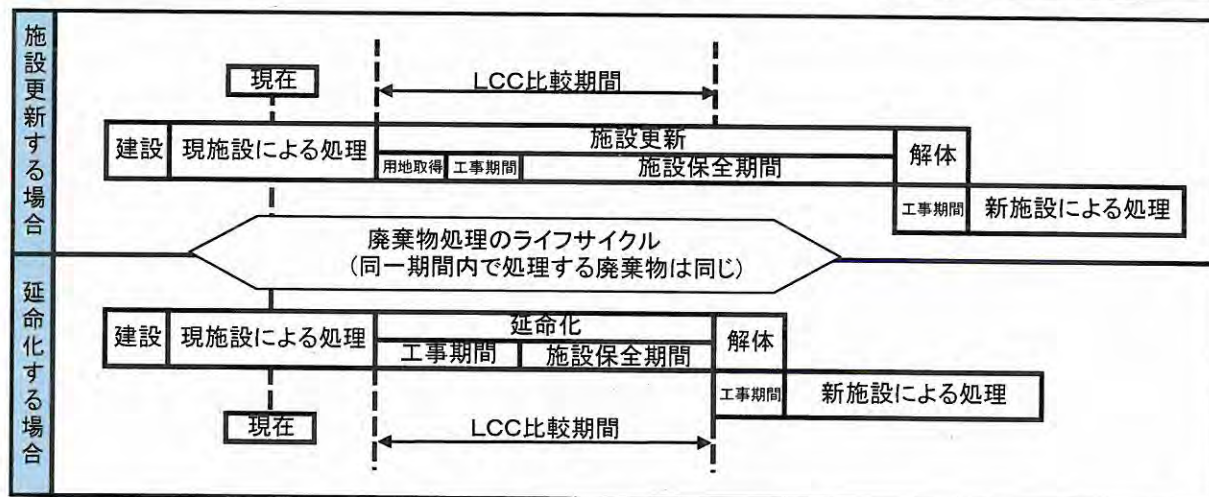 施設更新する場合
現在
LCC比較期間
建設
現施設による処理
施設更新
用地取得
工事期間
施設保全期間
解体
工事期間
新施設による処理
廃棄物処理のライフサイクル
(同一期間内で処理する廃棄物は同じ)
延命化する場合
建設
現施設による処理
延命化
工事期間
施設保全期間
解体
工事期間
新施設による処理
現在
LCC比較期間